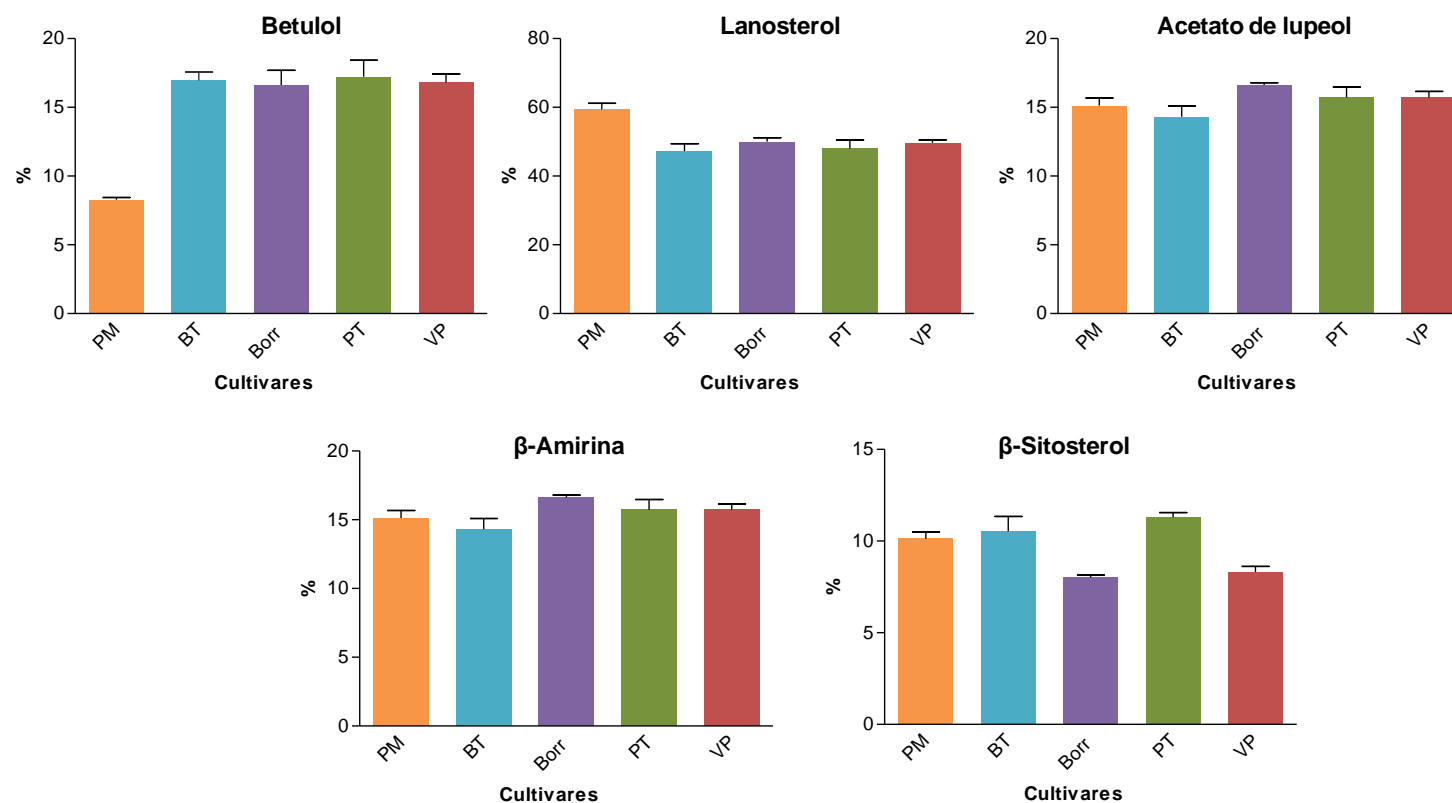 Betulol
20
15
10
5
0
%
PM
BT
Borr
PT
VP
Cultivares
Lanosterol
80
60
40
20
0
%
PM
BT
Borr
PT
VP
Cultivares
Acetato de lupeol
20
15
10
5
0
%
PM
BT
Borr
PT
VP
Cultivares
β-Amirina
20
15
10
5
0
%
PM
BT
Borr
PT
VP
Cultivares
β-Sitosterol
15
10
5
0
%
PM
BT
Borr
PT
VP
Cultivares